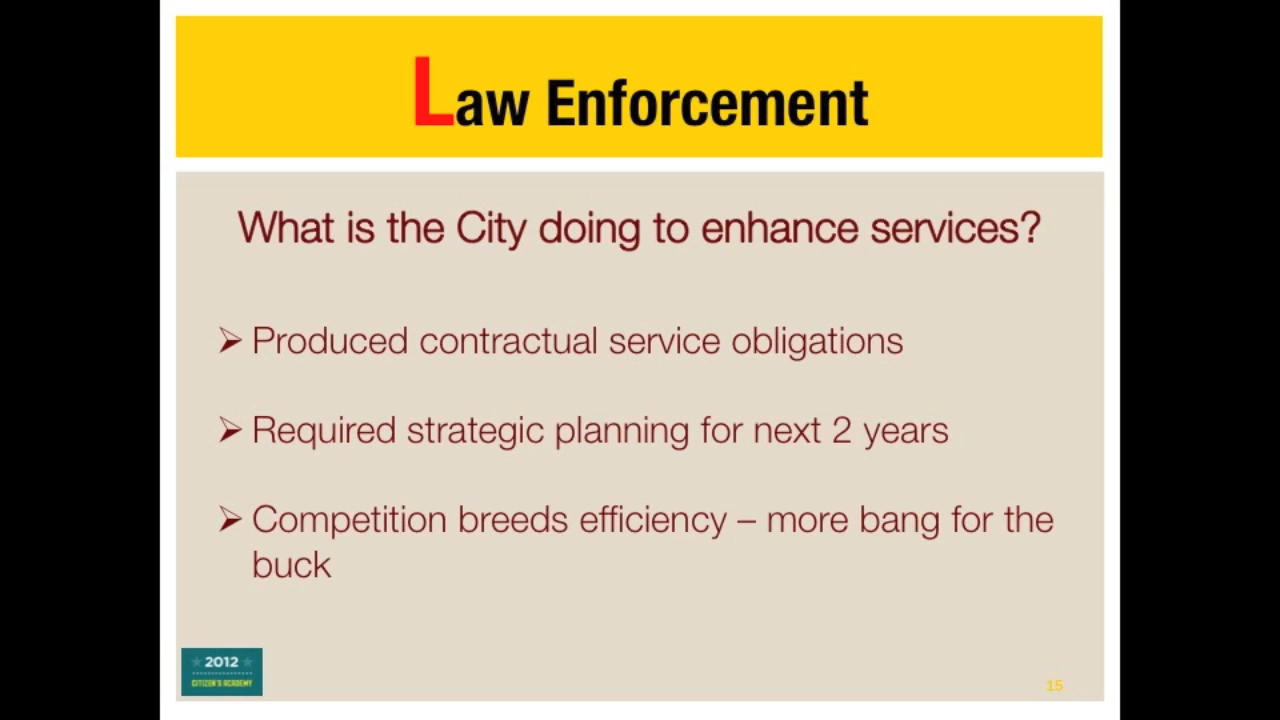 Law Enforcement
What is the City doing to enhance services?
➢ Produced contractual service obligations
➢ Required strategic planning for next 2 years
➢ Competition breeds efficiency – more bang for the
buck
2012
CITIZEN'S ACADEMY
15